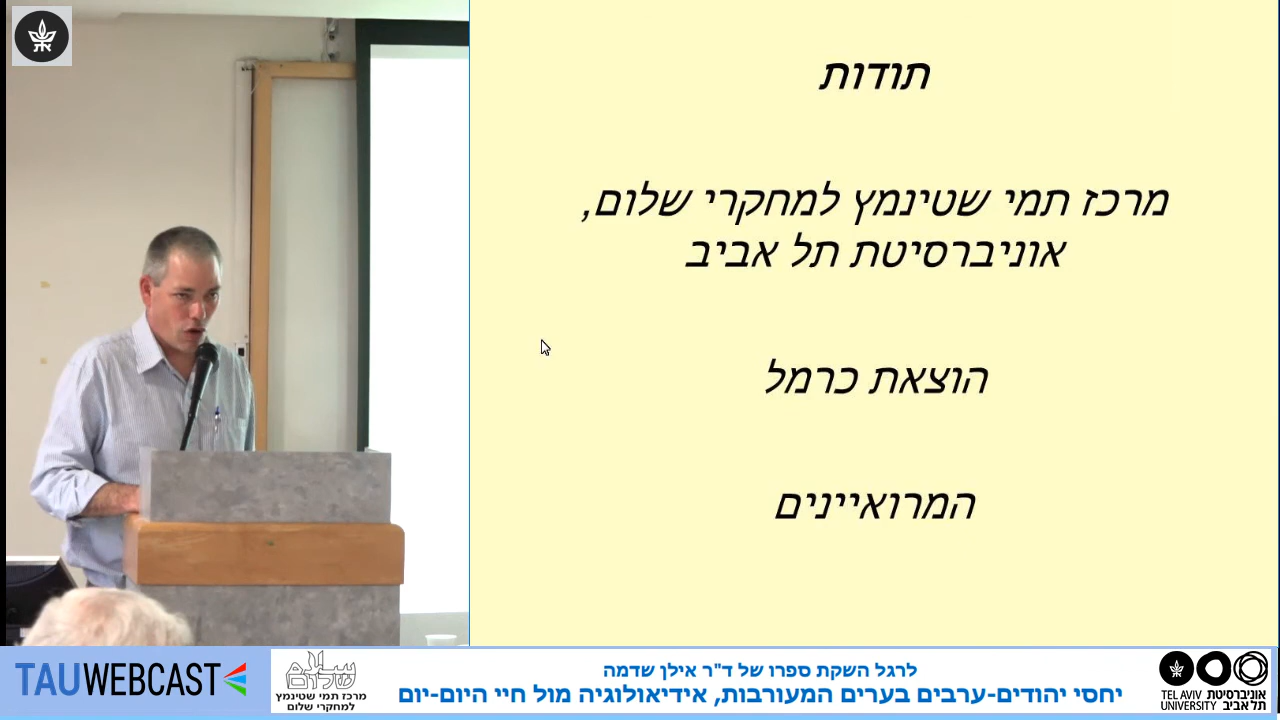 תודות
מרכז תמי שטינמץ למחקרי שלום,
אוניברסיטת תל אביב
הוצאת כרמל
המרואיינים
TAUWEBCAST
שלום
מרכז תמי שטינמץ
למחקרי שלום
לרגל השקת ספרו של ד"ר אילן שדמה
יחסי יהודים-ערבים בערים המעורבות, אידיאולוגיה מול חיי היום-יום
TEL AVIV אוניברסיטת
UNIVERSITY תל אביב